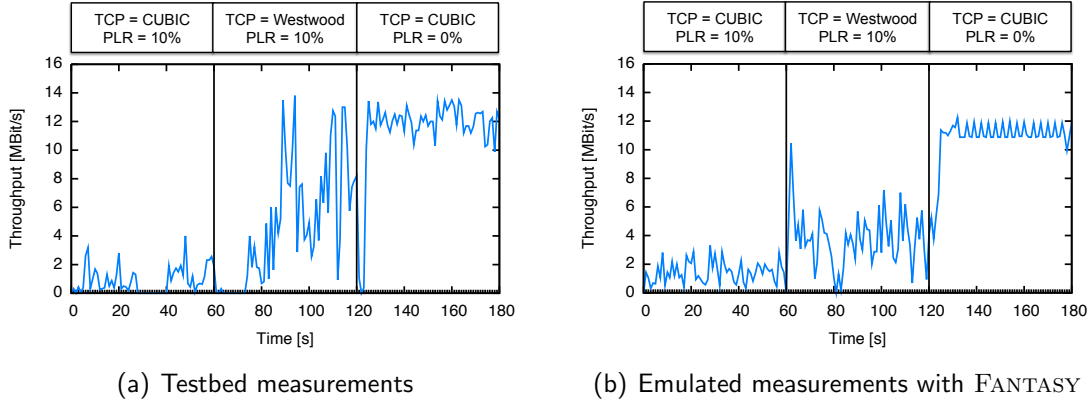 TCP = CUBIC
PLR = 10%
TCP = Westwood
PLR = 10%
TCP = CUBIC
PLR = 0%
Throughput [MBit/s]
16
14
12
10
8
6
4
2
0
0 20 40 60 80 100 120 140 160 180
Time [s]
(a) Testbed measurements
TCP = CUBIC
PLR = 10%
TCP = Westwood
PLR = 10%
TCP = CUBIC
PLR = 0%
Throughput [MBit/s]
16
14
12
10
8
6
4
2
0
0 20 40 60 80 100 120 140 160 180
Time [s]
(b) Emulated measurements with FANTASY